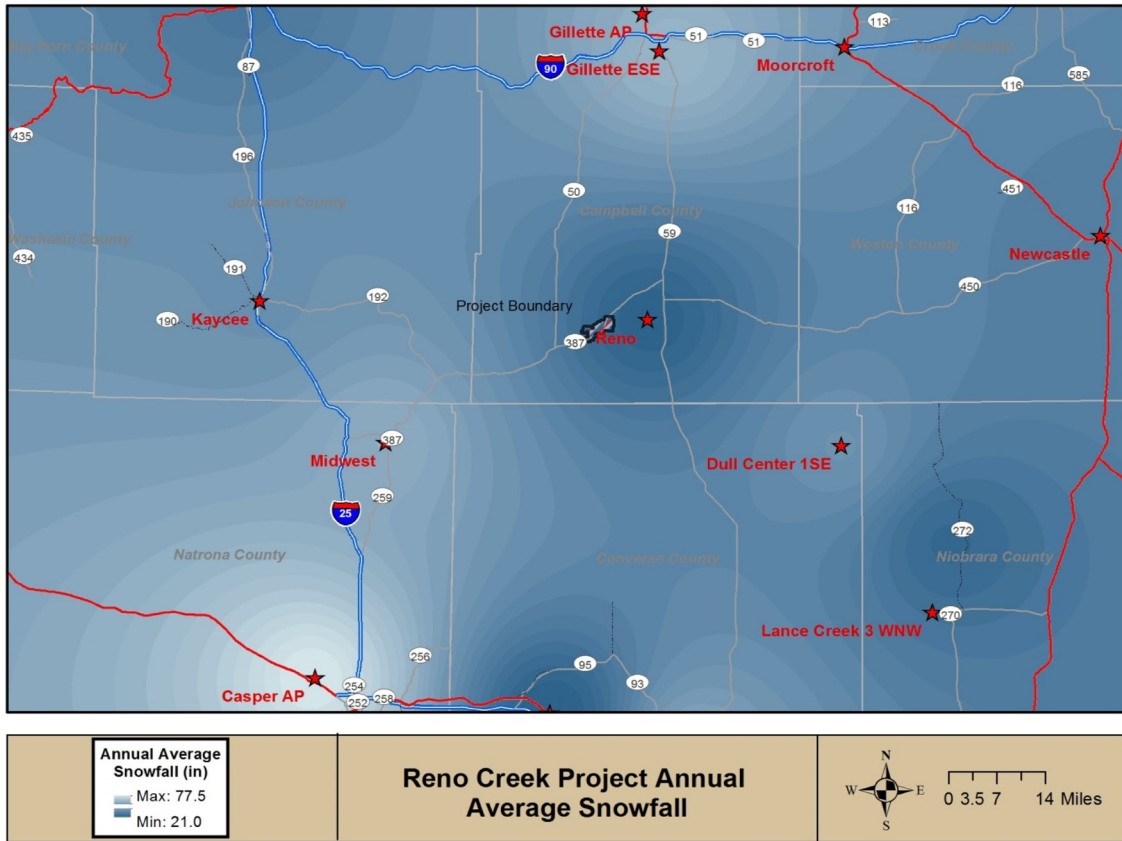 Gillette AP
51
51
113
Big Horn County
Crook County
87
90
Gillette ESE
Moorcroft
585
116
435
196
50
451
Johnson County
Campbell County
116
Washakie County
59
Weston County
434
Newcastle
191
450
192
Project Boundary
190
Kaycee
387
Reno
387
Midwest
Dull Center 1SE
259
25
272
Natrona County
Converse County
Niobrara County
270
Lance Creek 3 WNW
256
95
254
93
Casper AP
252
258
Annual Average
Snowfall (in)
Max: 77.5
Min: 21.0
Reno Creek Project Annual
Average Snowfall
N
W
E
S
0 3.5 7 14 Miles